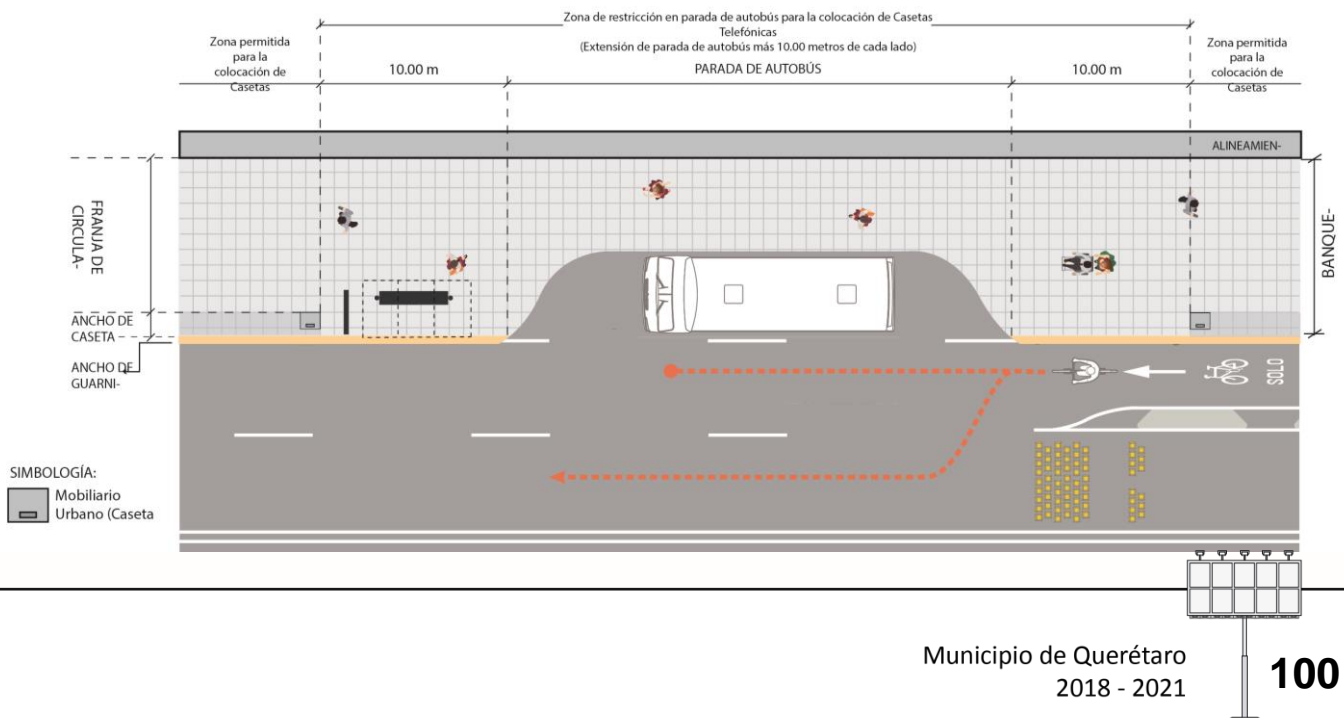 Zona de restricción en parada de autobús para la colocación de Casetas
Telefónicas
(Extensión de parada de autobús más 10.00 metros de cada lado)
Zona permitida
para la
colocación de
Casetas
10.00 m
PARADA DE AUTOBÚS
10.00 m
Zona permitida
para la
colocación de
Casetas
ALINEAMIEN-
FRANJA DE
CIRCULA-
BANQUE-
ANCHO DE
CASETA
ANCHO DE
GUARNI-
SOLO
SIMBOLOGÍA:
Mobiliario
Urbano (Caseta
Municipio de Querétaro
2018 - 2021
100